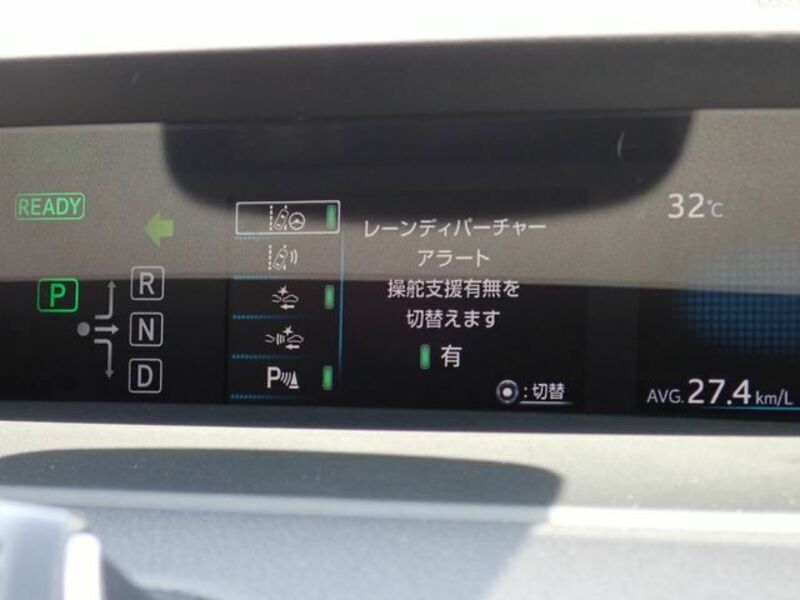 READY
32℃
P
R
N
D
P
レーンディパーチャー
アラート
操舵支援有無を
切替えます
有
:切替
AVG. 27.4 km/L